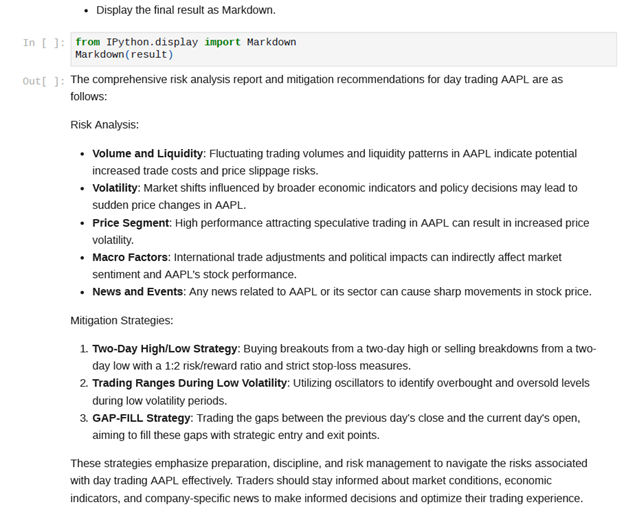 • Display the final result as Markdown.
In [ ]: from IPython.display import Markdown
Markdown(result)
Out[ ]: The comprehensive risk analysis report and mitigation recommendations for day trading AAPL are as
follows:
Risk Analysis:
• Volume and Liquidity: Fluctuating trading volumes and liquidity patterns in AAPL indicate potential
increased trade costs and price slippage risks.
• Volatility: Market shifts influenced by broader economic indicators and policy decisions may lead to
sudden price changes in AAPL.
• Price Segment: High performance attracting speculative trading in AAPL can result in increased price
volatility.
• Macro Factors: International trade adjustments and political impacts can indirectly affect market
sentiment and AAPL's stock performance.
• News and Events: Any news related to AAPL or its sector can cause sharp movements in stock price.
Mitigation Strategies:
1. Two-Day High/Low Strategy: Buying breakouts from a two-day high or selling breakdowns from a two-
day low with a 1:2 risk/reward ratio and strict stop-loss measures.
2. Trading Ranges During Low Volatility: Utilizing oscillators to identify overbought and oversold levels
during low volatility periods.
3. GAP-FILL Strategy: Trading the gaps between the previous day's close and the current day's open,
aiming to fill these gaps with strategic entry and exit points.
These strategies emphasize preparation, discipline, and risk management to navigate the risks associated
with day trading AAPL effectively. Traders should stay informed about market conditions, economic
indicators, and company-specific news to make informed decisions and optimize their trading experience.